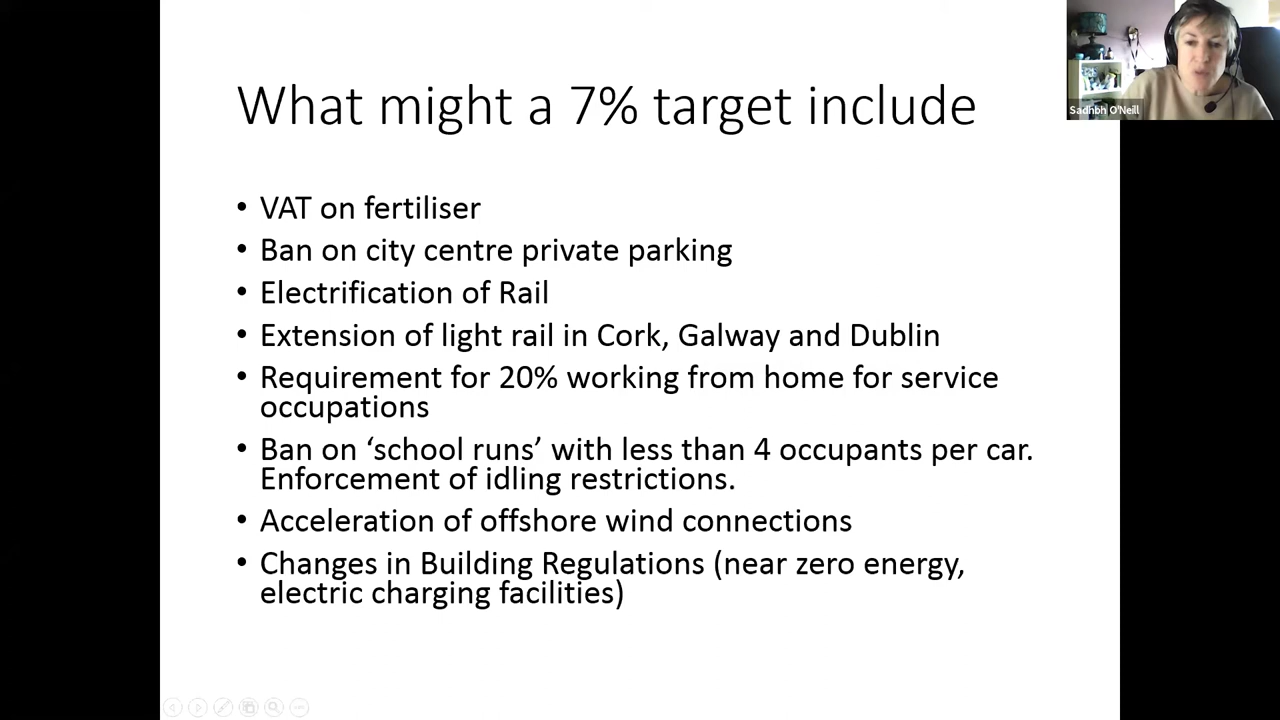 What might a 7% target include
Sadhbh O'Neill
• VAT on fertiliser
• Ban on city centre private parking
• Electrification of Rail
• Extension of light rail in Cork, Galway and Dublin
• Requirement for 20% working from home for service
occupations
• Ban on ‘school runs’ with less than 4 occupants per car.
Enforcement of idling restrictions.
• Acceleration of offshore wind connections
• Changes in Building Regulations (near zero energy,
electric charging facilities)